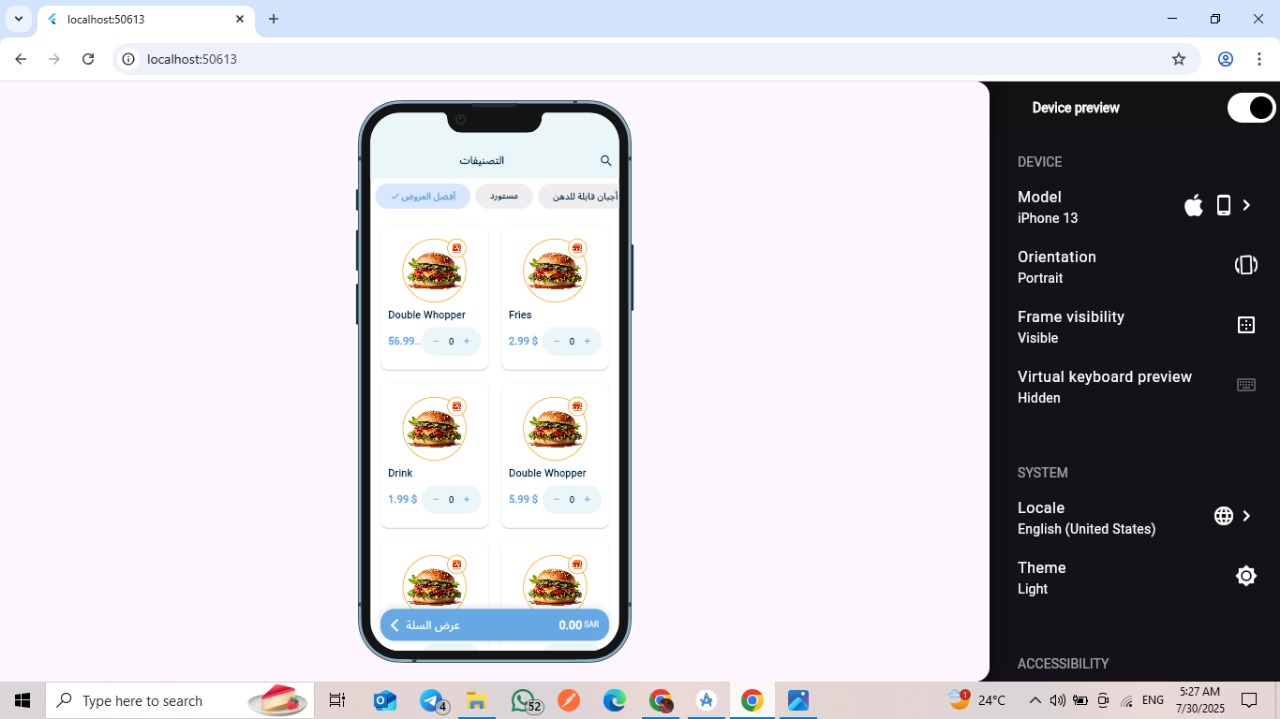 localhost:50613
localhost:50613
التصنيفات
أفضل العروض
مستورد
أجبان قابلة للدهن
Double Whopper
Fries
56.99...
− 0 +
2.99 $
− 0 +
Drink
Double Whopper
1.99 $
− 0 +
5.99 $
− 0 +
عرض السلة
0.00 SAR
Device preview
DEVICE
Model
iPhone 13
Orientation
Portrait
Frame visibility
Visible
Virtual keyboard preview
Hidden
SYSTEM
Locale
English (United States)
Theme
Light
ACCESSIBILITY
Type here to search
4
52
1
24°C
ENG
5:27 AM
7/30/2025